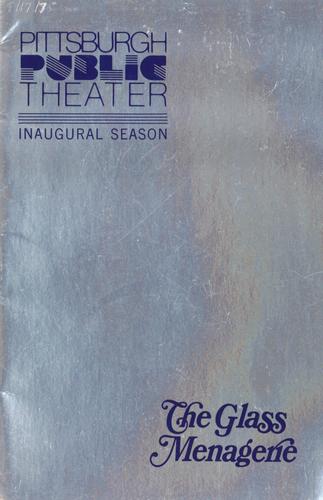 PITTSBURGH
PUBLIC
THEATER
INAUGURAL SEASON
The Glass
Menagerie